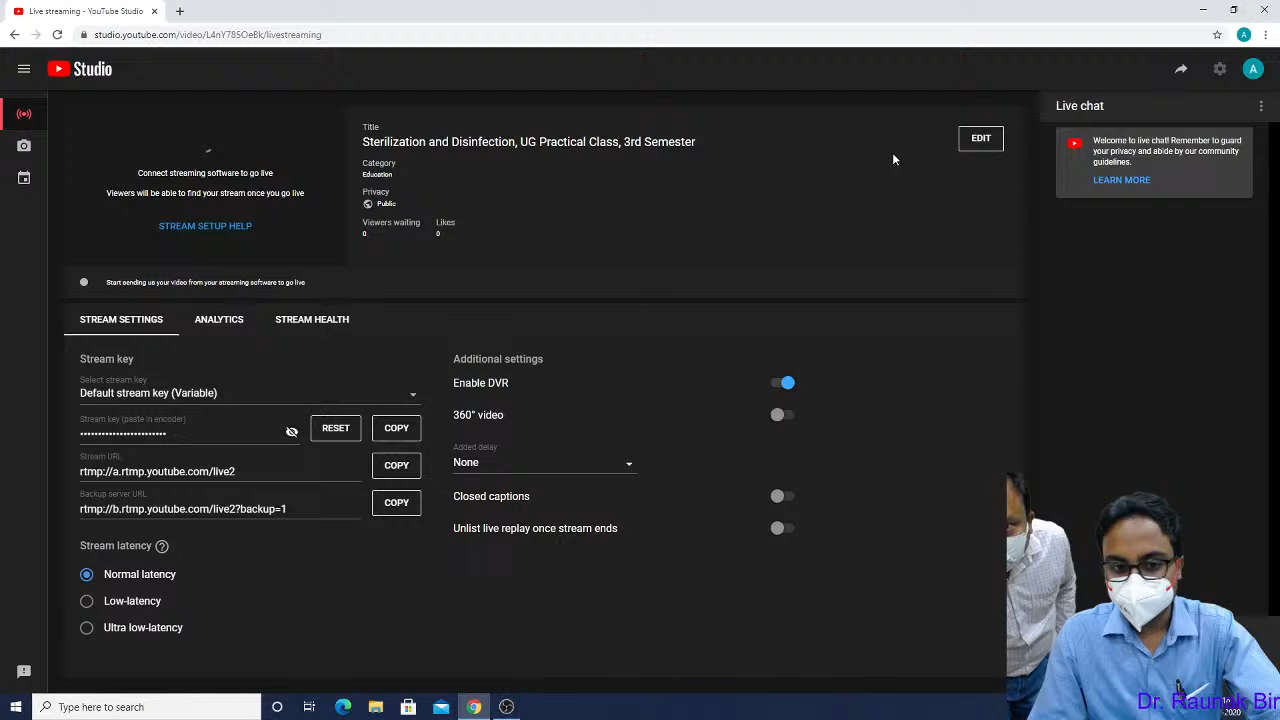 Live streaming - YouTube Studio
studio.youtube.com/video/L4nY785OeBk/livestreaming
A
Studio
A
Connect streaming software to go live
Viewers will be able to find your stream once you go live
STREAM SETUP HELP
Title
Sterilization and Disinfection, UG Practical Class, 3rd Semester
EDIT
Category
Education
Privacy
Public
Viewers waiting
Likes
0
0
Start sending us your video from your streaming software to go live
Live chat
Welcome to live chat! Remember to guard
your privacy and abide by our community
guidelines.
LEARN MORE
STREAM SETTINGS
ANALYTICS
STREAM HEALTH
Stream key
Select stream key
Default stream key (Variable)
Stream key (paste in encoder)
••••••••••••••••••••••••
RESET
COPY
Stream URL
rtmp://a.rtmp.youtube.com/live2
COPY
Backup server URL
rtmp://b.rtmp.youtube.com/live2?backup=1
COPY
Stream latency
Normal latency
Low-latency
Ultra low-latency
Additional settings
Enable DVR
360° video
Added delay
None
Closed captions
Unlist live replay once stream ends
Type here to search
Dr. Raunak Bir
2020